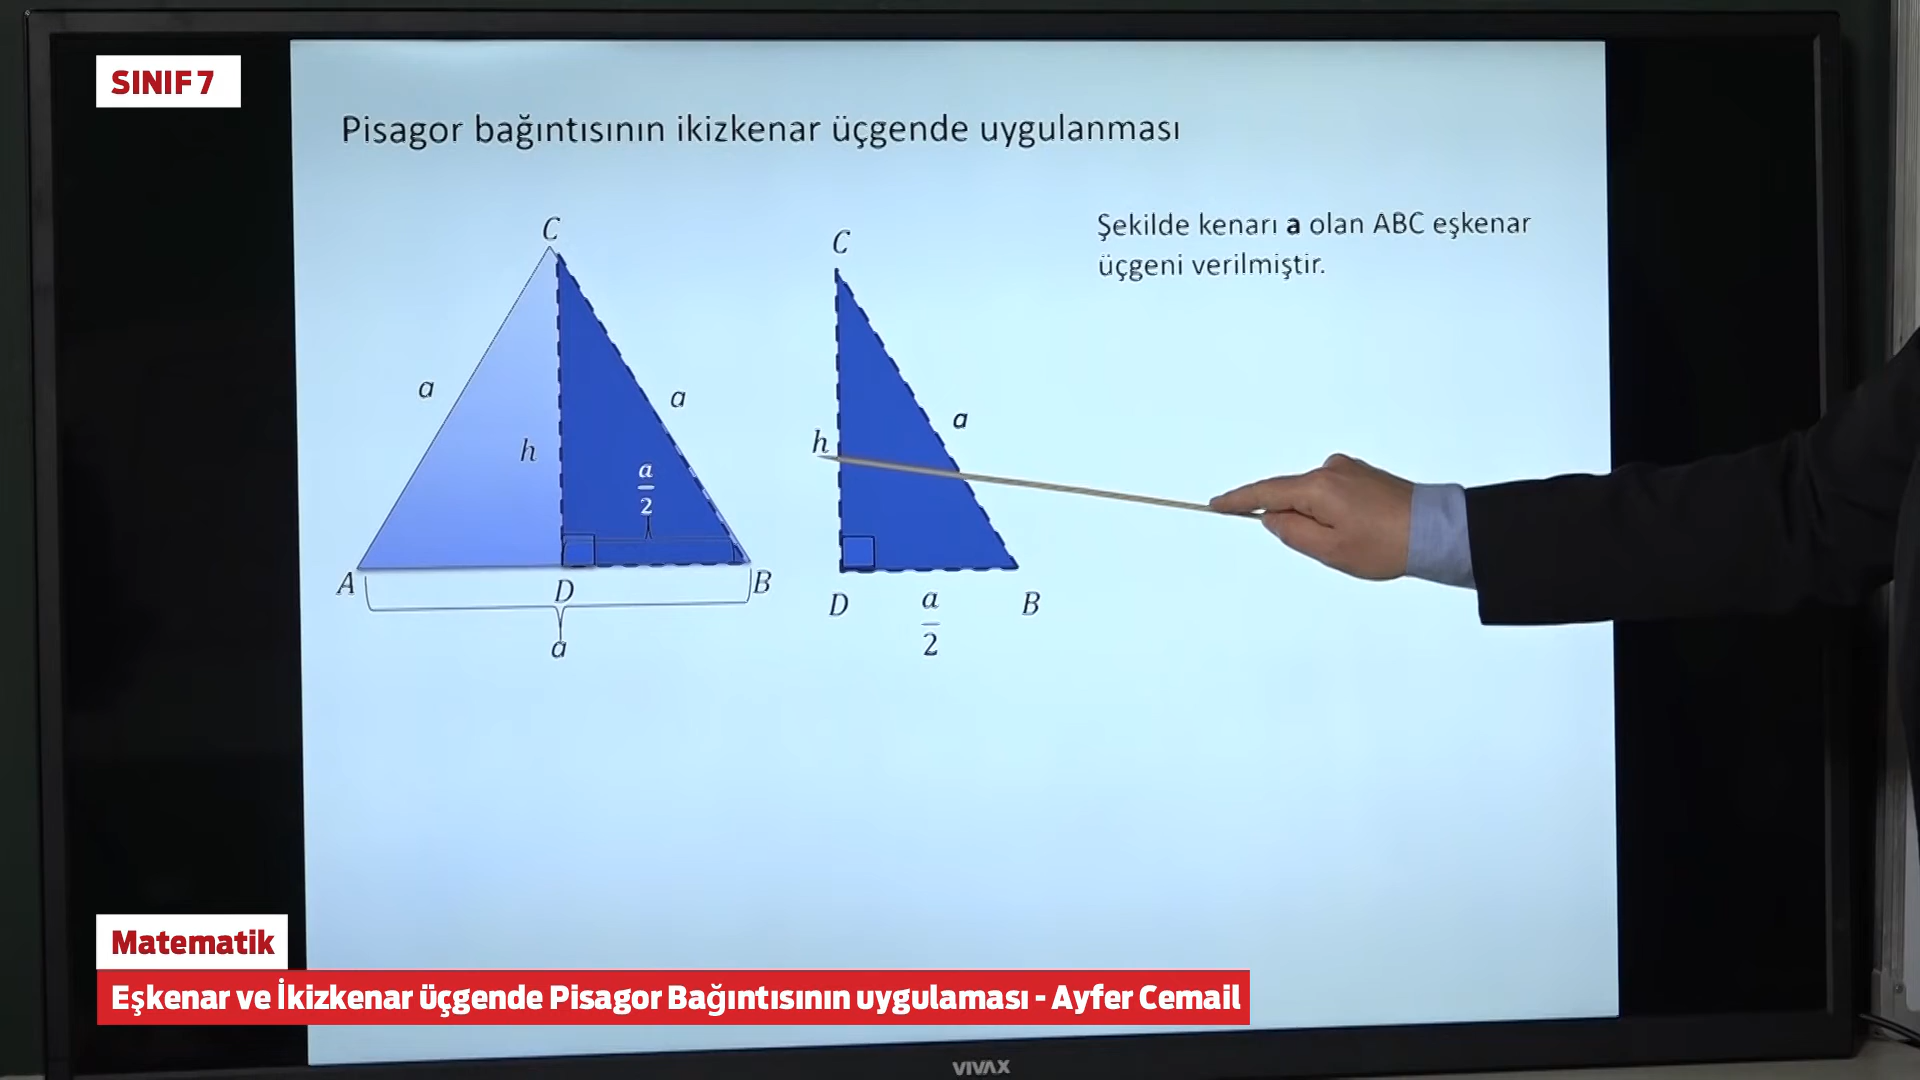 SINIF 7
Pisagor bağıntısının ikizkenar üçgende uygulanması
Şekilde kenarı a olan ABC eşkenar
üçgeni verilmiştir.
C
a
a
h
a
2
A
D
B
a
C
h
a
D
a
2
B
Matematik
Eşkenar ve İkizkenar üçgende Pisagor Bağıntısının uygulaması - Ayfer Cemail
VIVAX